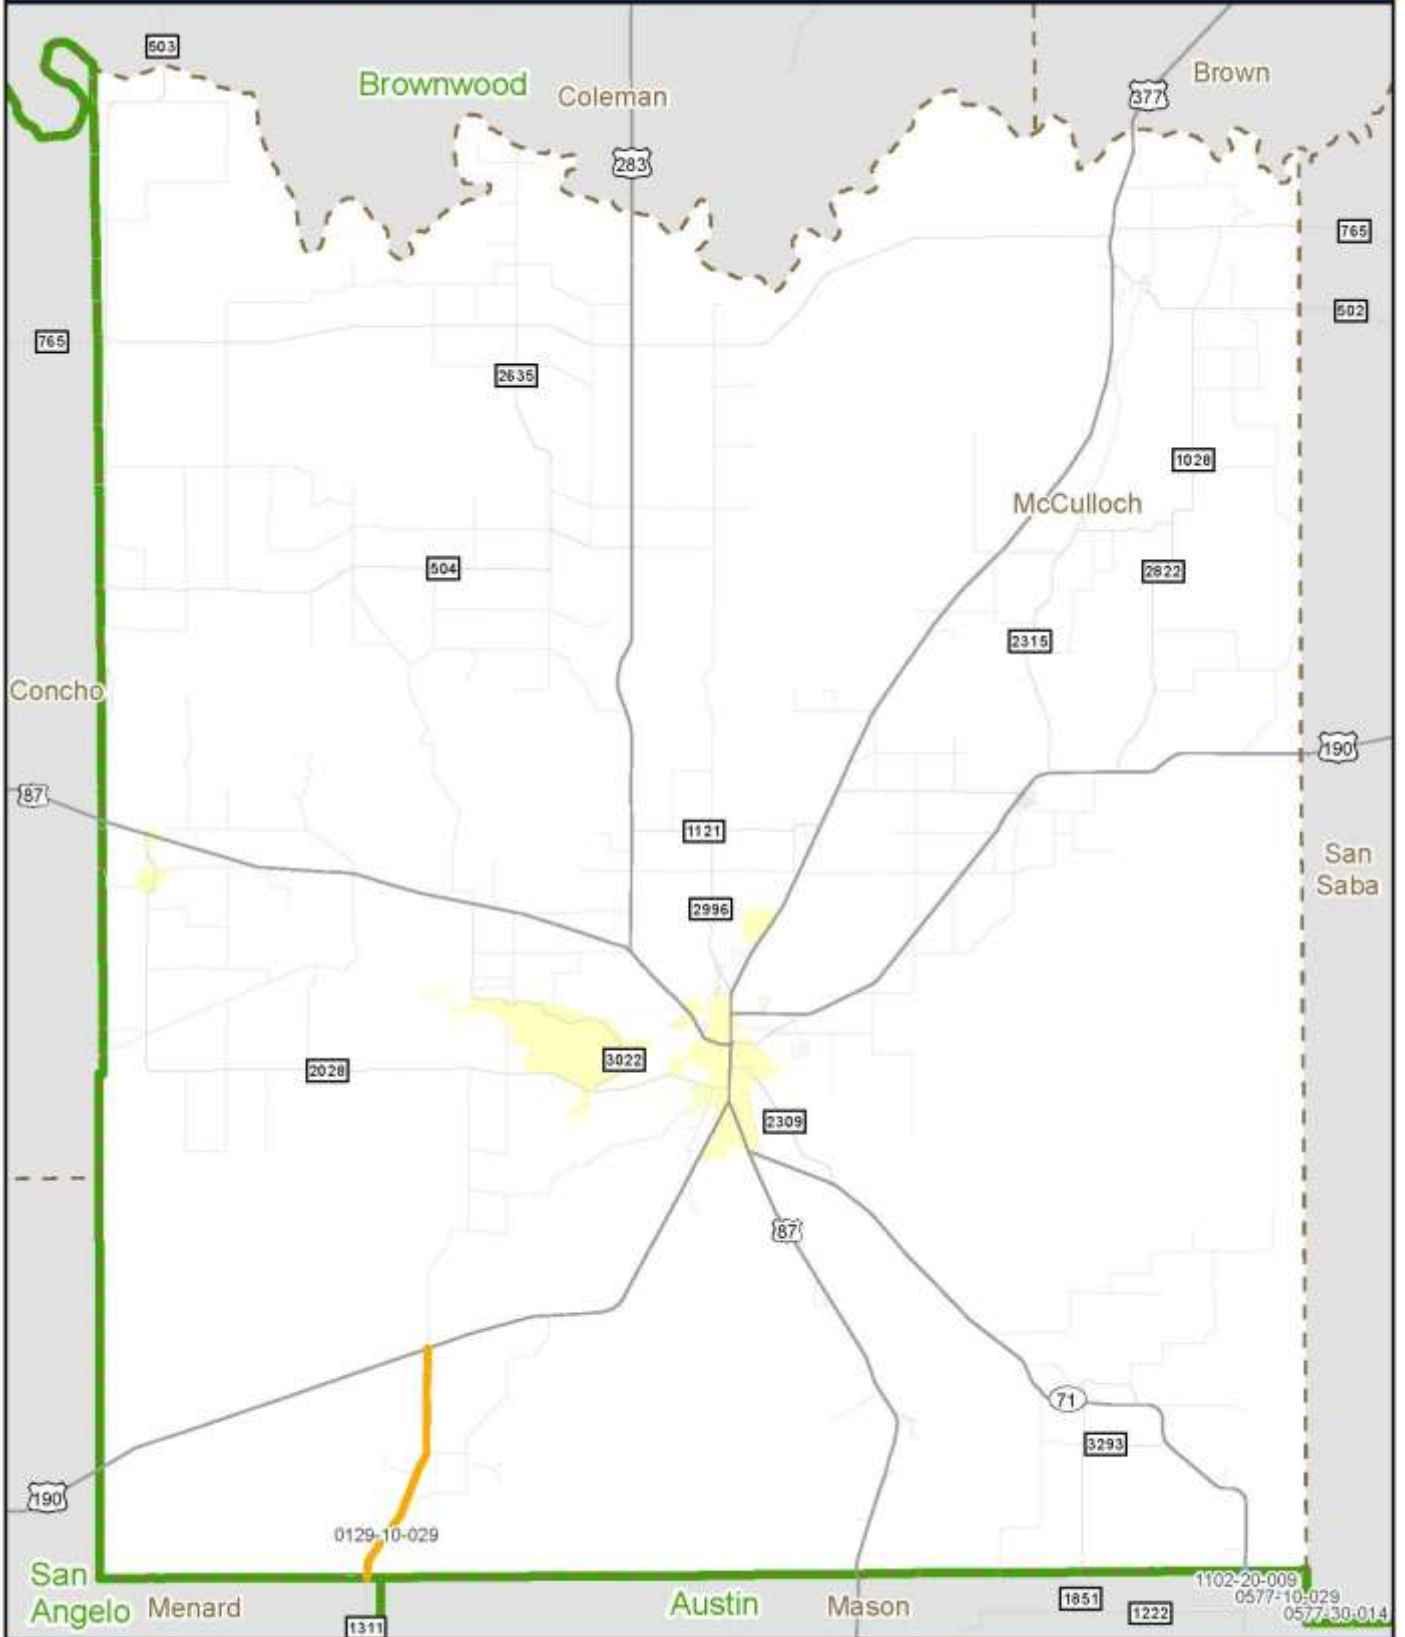 503
Brownwood
Coleman
Brown
377
283
765
502
765
2635
1028
McCulloch
504
2822
2315
Concho
190
87
1121
San
Saba
2996
3022
2028
2309
87
71
3293
190
0129-10-029
San
Angelo
Menard
1311
Austin
Mason
1851
1222
1102-20-009
0577-10-029
0577-30-014